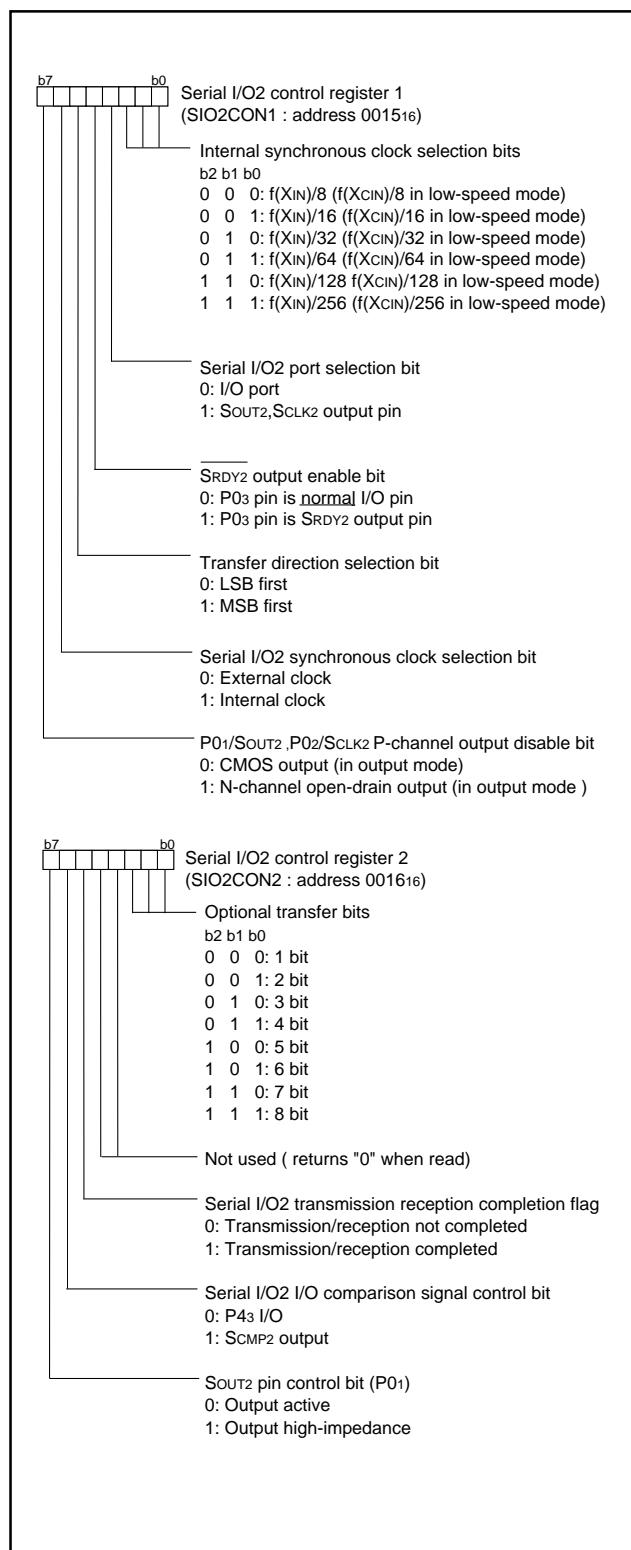 b7 b0
Serial I/O2 control register 1
(SIO2CON1 : address 001516)
Internal synchronous clock selection bits
b2 b1 b0
0 0 0: f(XIN)/8 (f(XCIN)/8 in low-speed mode)
0 0 1: f(XIN)/16 (f(XCIN)/16 in low-speed mode)
0 1 0: f(XIN)/32 (f(XCIN)/32 in low-speed mode)
0 1 1: f(XIN)/64 (f(XCIN)/64 in low-speed mode)
1 1 0: f(XIN)/128 f(XCIN)/128 in low-speed mode)
1 1 1: f(XIN)/256 (f(XCIN)/256 in low-speed mode)
Serial I/O2 port selection bit
0: I/O port
1: SOUT2,SCLK2 output pin
SRDY2 output enable bit
0: P03 pin is normal I/O pin
1: P03 pin is SRDY2 output pin
Transfer direction selection bit
0: LSB first
1: MSB first
Serial I/O2 synchronous clock selection bit
0: External clock
1: Internal clock
P01/SOUT2 ,P02/SCLK2 P-channel output disable bit
0: CMOS output (in output mode)
1: N-channel open-drain output (in output mode )
b7 b0
Serial I/O2 control register 2
(SIO2CON2 : address 001616)
Optional transfer bits
b2 b1 b0
0 0 0: 1 bit
0 0 1: 2 bit
0 1 0: 3 bit
0 1 1: 4 bit
1 0 0: 5 bit
1 0 1: 6 bit
1 1 0: 7 bit
1 1 1: 8 bit
Not used ( returns "0" when read)
Serial I/O2 transmission reception completion flag
0: Transmission/reception not completed
1: Transmission/reception completed
Serial I/O2 I/O comparison signal control bit
0: P43 I/O
1: SCMP2 output
SOUT2 pin control bit (P01)
0: Output active
1: Output high-impedance